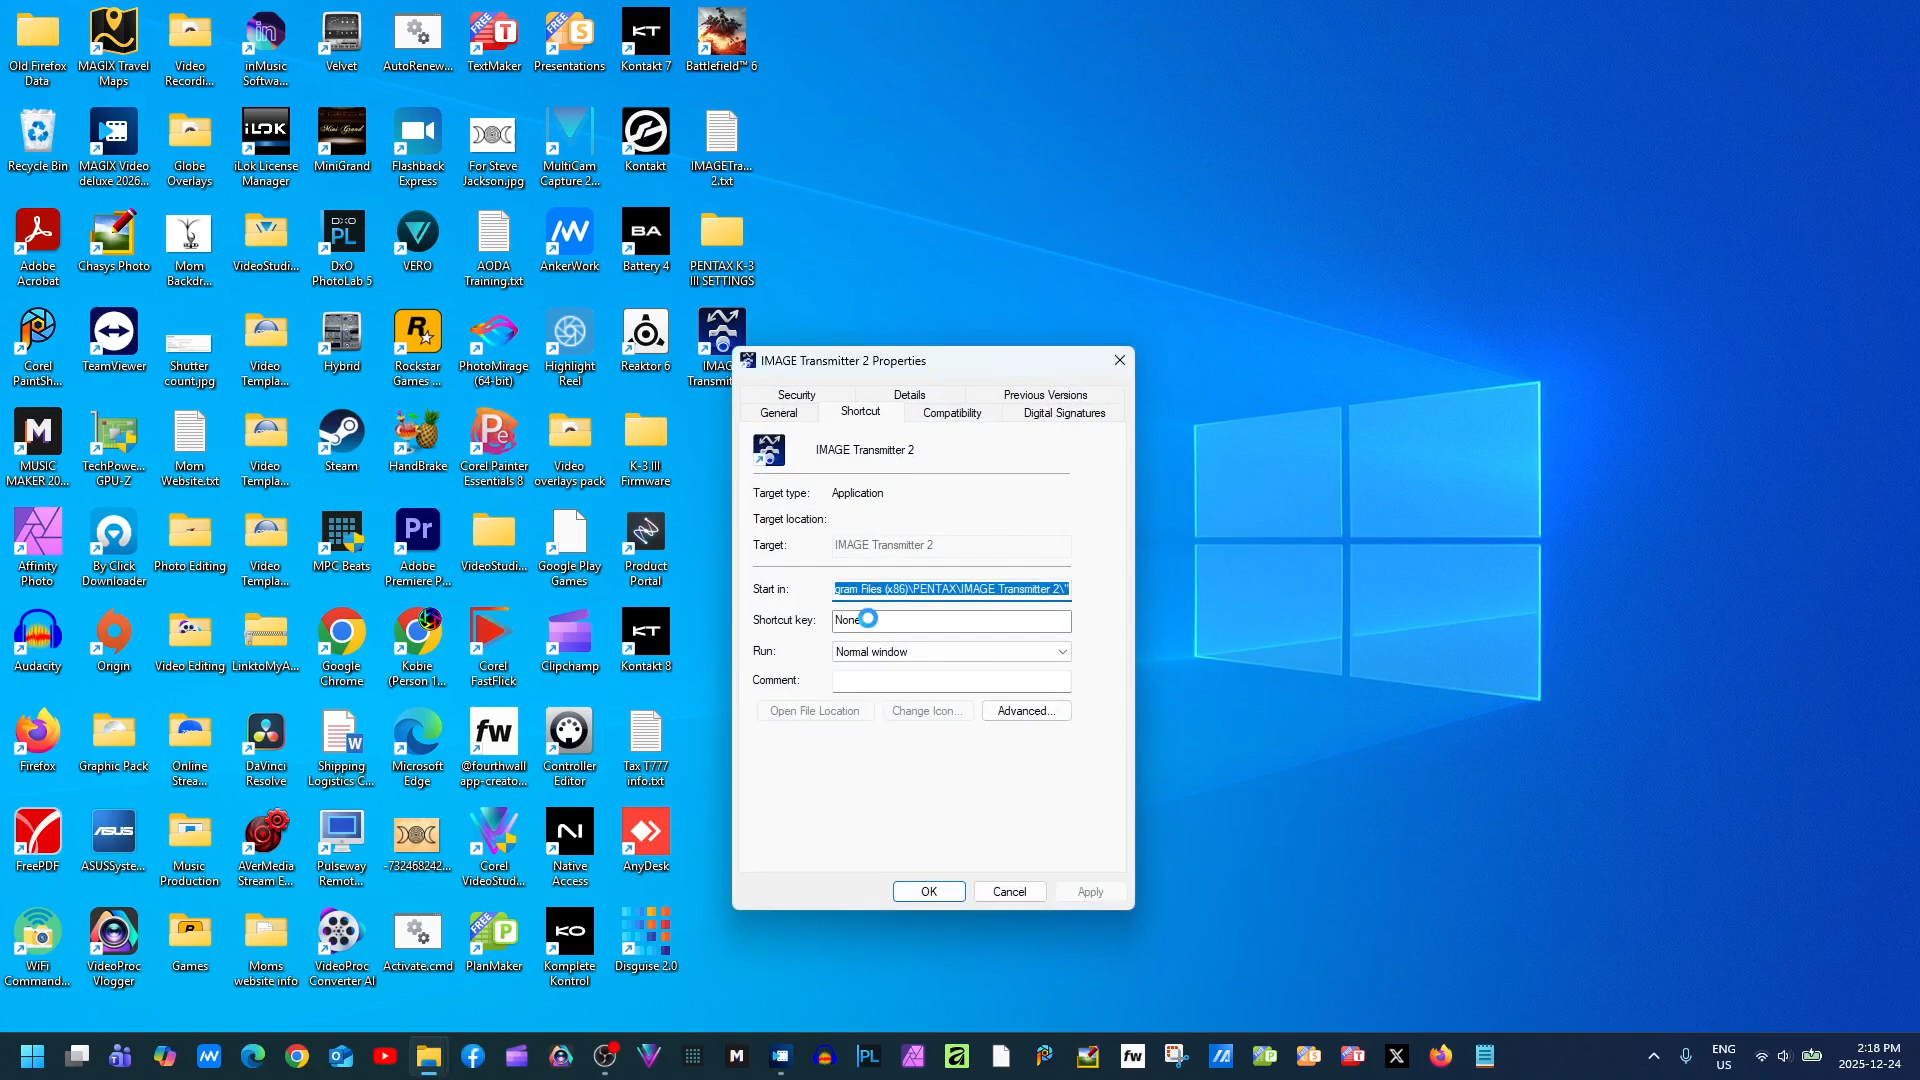 Old Firefox
Data
MAGIX Travel
Maps
Video
Recordi...
inMusic
Softwa...
Velvet
AutoRenew...
TextMaker
Presentations
Kontakt 7
Battlefield™ 6
Recycle Bin
MAGIX Video
deluxe 2026...
Globe
Overlays
iLok License
Manager
MiniGrand
Flashback
Express
For Steve
Jackson.jpg
MultiCam
Capture 2...
Kontakt
IMAGETra...
2.txt
Adobe
Acrobat
Chasys Photo
Mom
Backdr...
VideoStudi...
DxO
PhotoLab 5
VERO
AODA
Training.txt
AnkerWork
Battery 4
PENTAX K-3
III SETTINGS
Corel
PaintSh...
TeamViewer
Shutter
count.jpg
Video
Templa...
Hybrid
Rockstar
Games ...
PhotoMirage
(64-bit)
Highlight
Reel
Reaktor 6
MUSIC
MAKER 20...
TechPowe...
GPU-Z
Mom
Website.txt
Video
Templa...
Steam
HandBrake
Corel Painter
Essentials 8
Video
overlays pack
K-3 III
Firmware
Affinity
Photo
By Click
Downloader
Photo Editing
Video
Templa...
MPC Beats
Adobe
Premiere P...
VideoStudi...
Google Play
Games
Product
Portal
Audacity
Origin
Video Editing
LinktoMyA...
Google
Chrome
Kobie
(Person 1...
Corel
FastFlick
Clipchamp
Kontakt 8
Firefox
Graphic Pack
Online
Strea...
DaVinci
Resolve
Shipping
Logistics C...
Microsoft
Edge
@fourthwall
app-creato...
Controller
Editor
Tax T777
info.txt
FreePDF
ASUSSyste...
Music
Production
AVerMedia
Stream E...
Pulseway
Remot...
-732468242...
Corel
VideoStud...
Native
Access
AnyDesk
WiFi
Comman...
VideoProc
Vlogger
Games
Moms
website info
VideoProc
Converter AI
Activate.cmd
PlanMaker
Komplete
Kontrol
Disguise 2.0
IMAGE Transmitter 2 Properties
Security
Details
Previous Versions
General
Shortcut
Compatibility
Digital Signatures
IMAGE Transmitter 2
Target type: Application
Target location:
Target: IMAGE Transmitter 2
Start in: gram Files (x86)\PENTAX\IMAGE Transmitter 2\"
Shortcut key: None
Run: Normal window
Comment:
Open File Location
Change Icon...
Advanced...
OK
Cancel
Apply
ENG
US
2:18 PM
2025-12-24